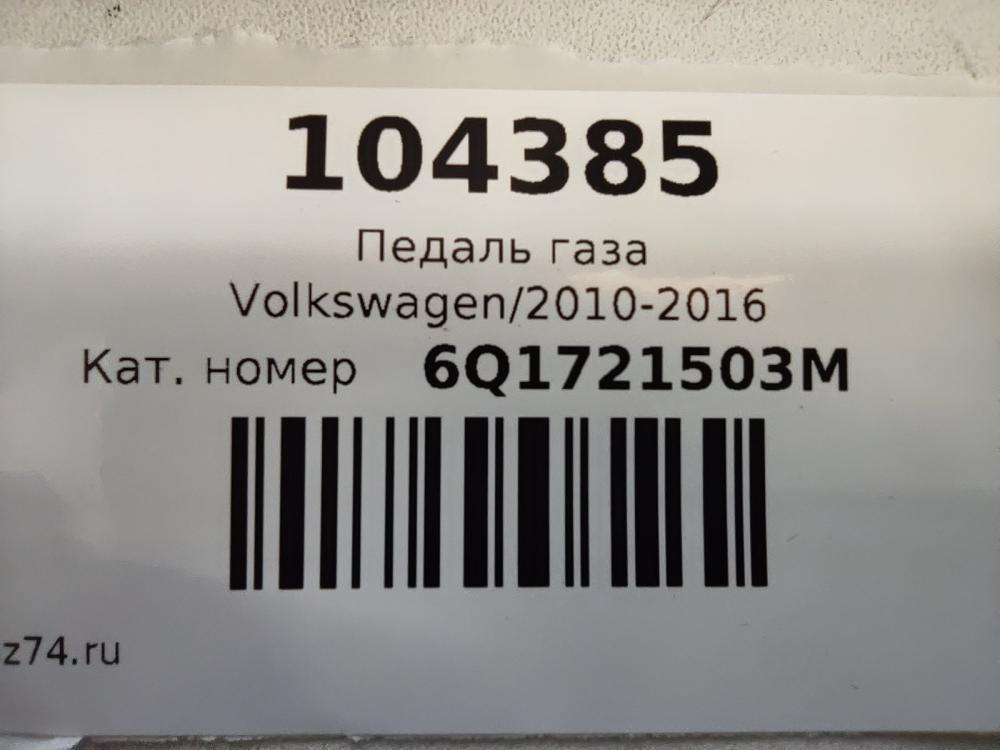 104385
Педаль газа
Volkswagen/2010-2016
Кат. номер 6Q1721503M
z74.ru